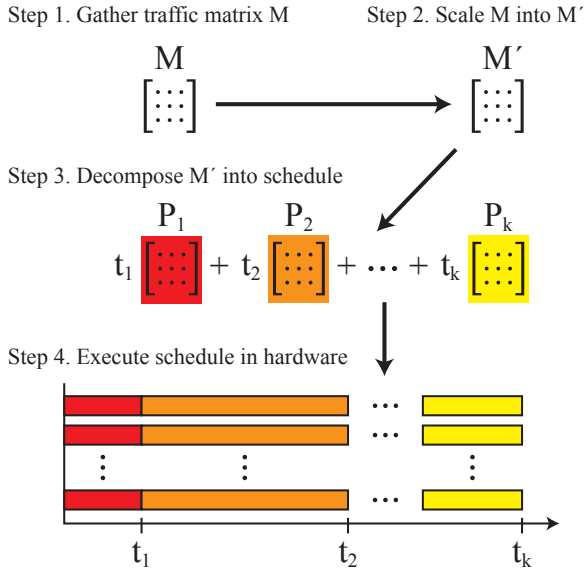 Step 1. Gather traffic matrix M
Step 2. Scale M into M´
M
M´
Step 3. Decompose M´ into schedule
P1 P2 Pk
t1 + t2 + ... + tk
Step 4. Execute schedule in hardware
...
...
t1 t2 tk